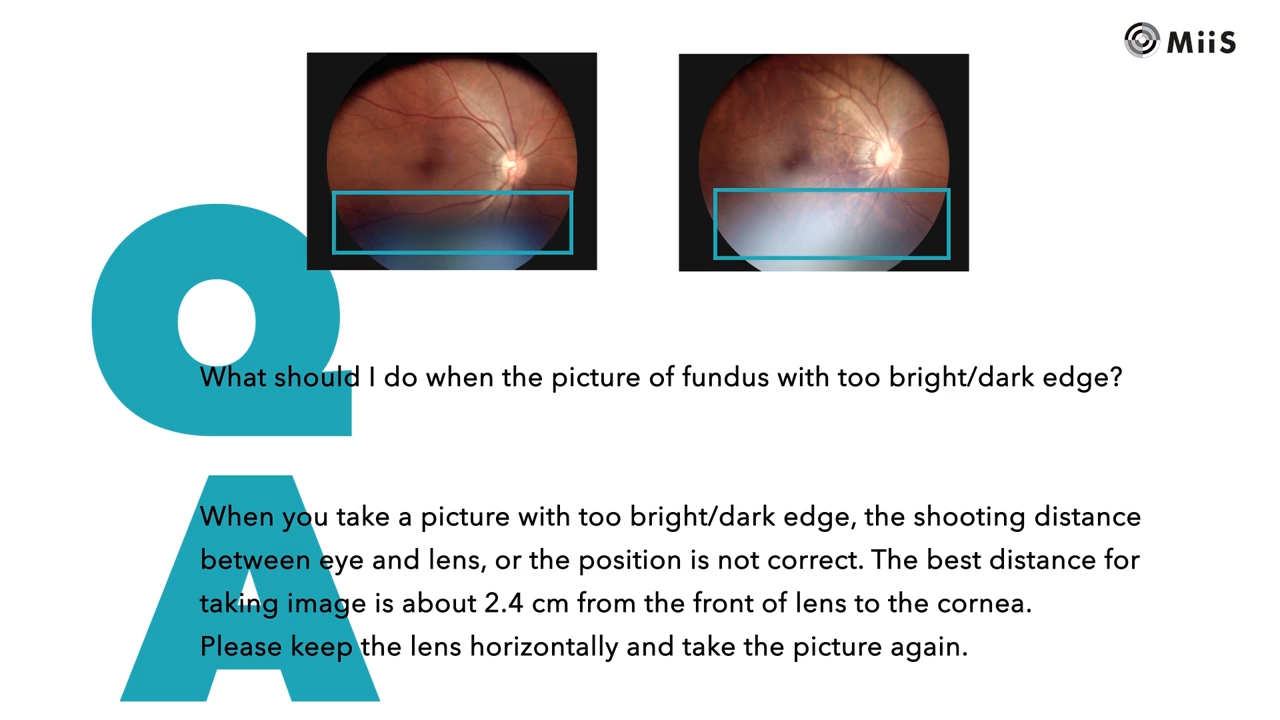 MiiS
Q
What should I do when the picture of fundus with too bright/dark edge?
A
When you take a picture with too bright/dark edge, the shooting distance
between eye and lens, or the position is not correct. The best distance for
taking image is about 2.4 cm from the front of lens to the cornea.
Please keep the lens horizontally and take the picture again.